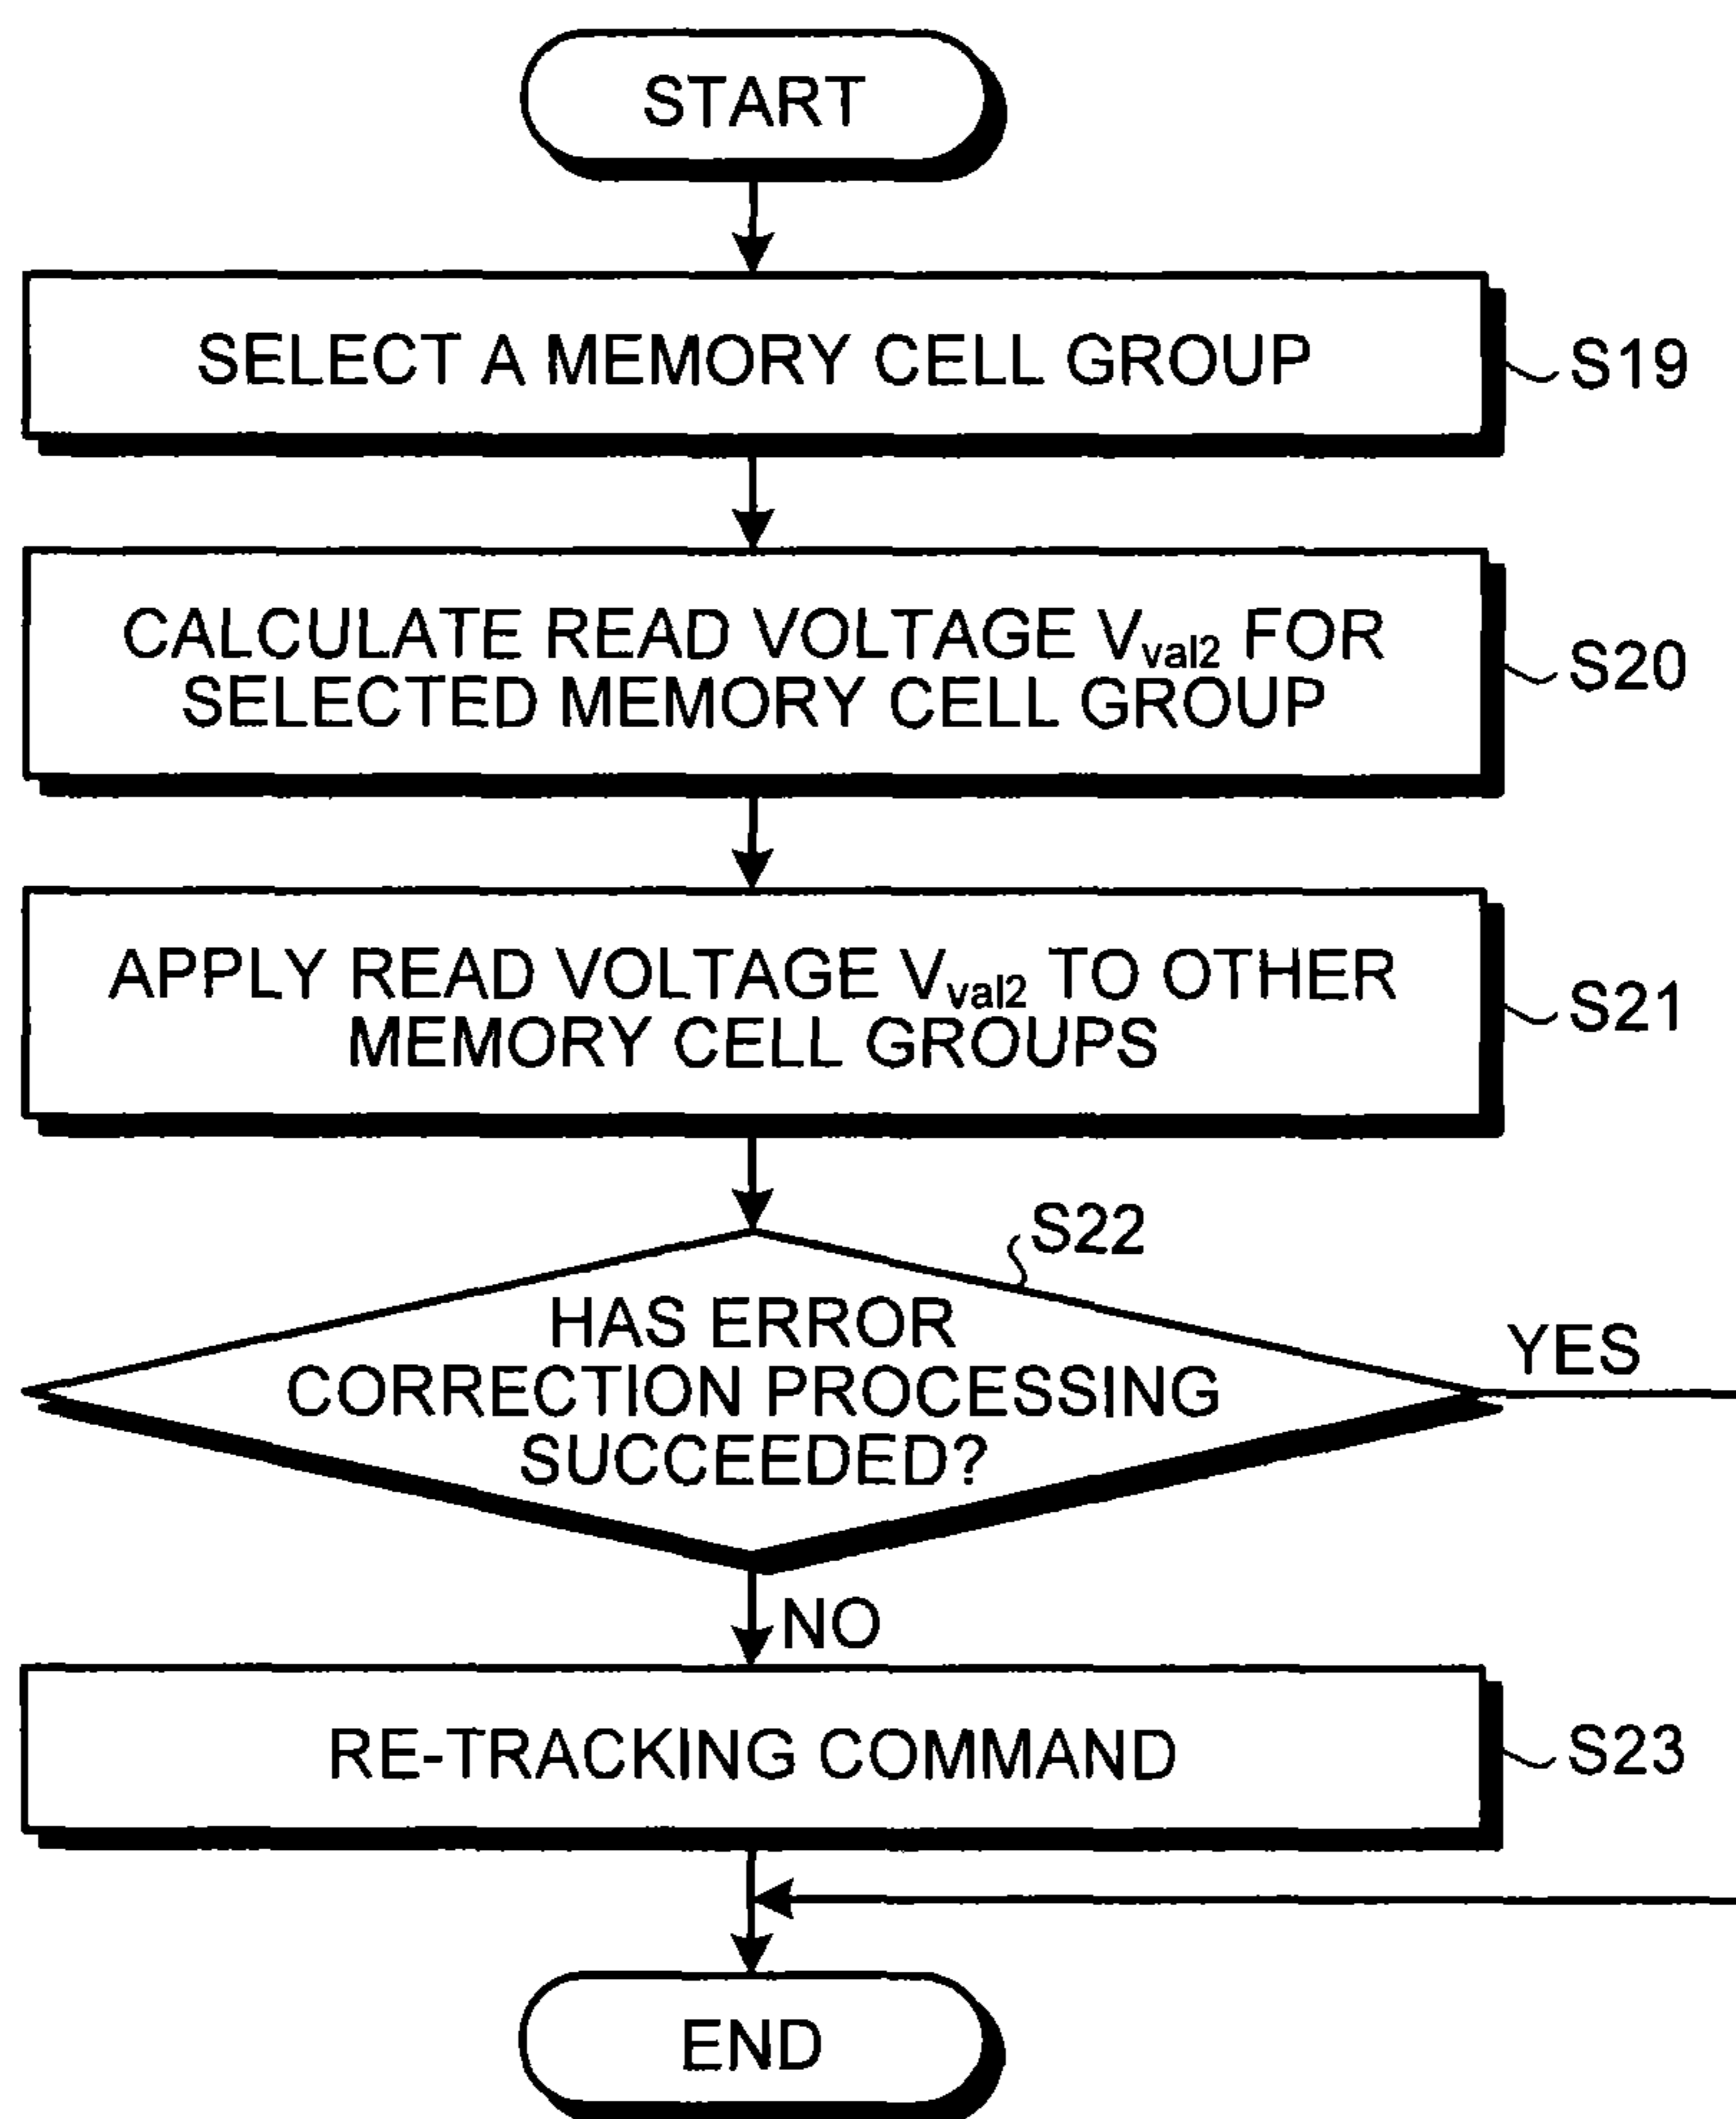 START
SELECT A MEMORY CELL GROUP
S19
CALCULATE READ VOLTAGE Vval2 FOR
SELECTED MEMORY CELL GROUP
S20
APPLY READ VOLTAGE Vval2 TO OTHER
MEMORY CELL GROUPS
S21
S22
HAS ERROR
CORRECTION PROCESSING
SUCCEEDED?
YES
NO
RE-TRACKING COMMAND
S23
END